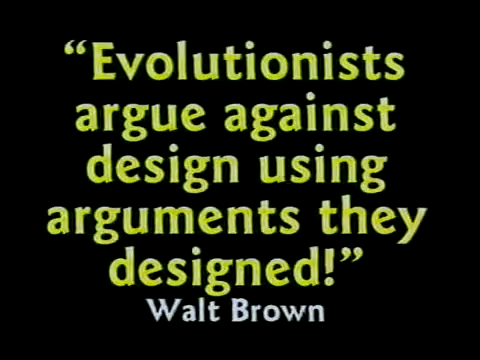 “Evolutionists
argue against
design using
arguments they
designed!”
Walt Brown